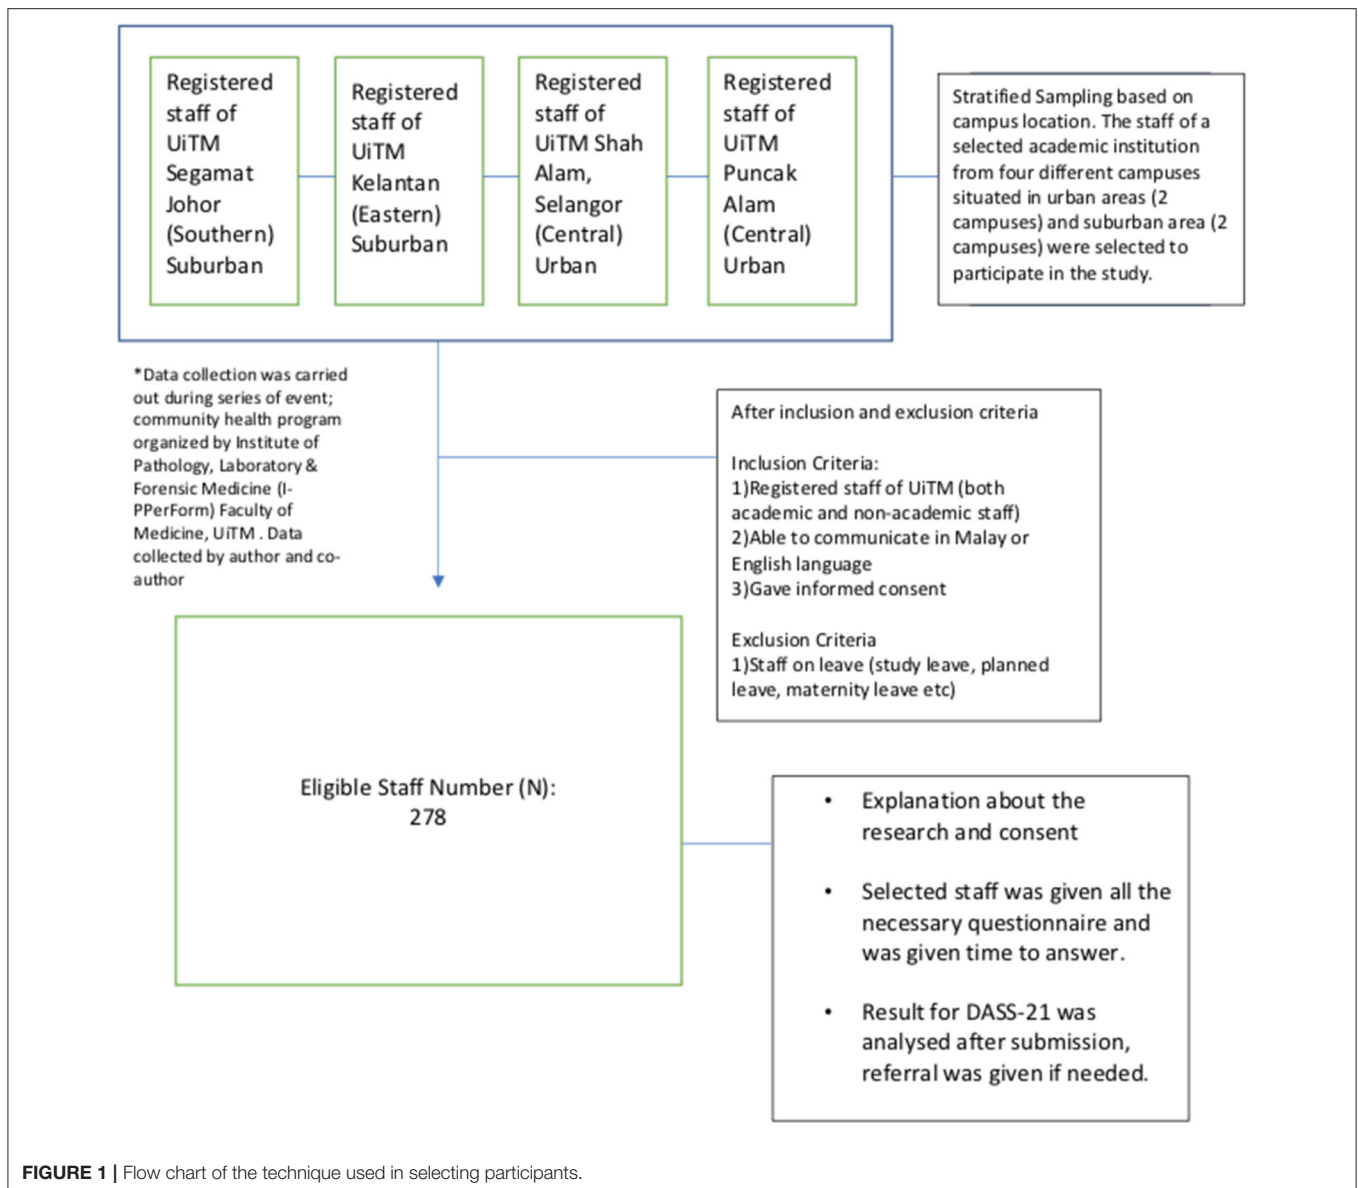 Registered
staff of
UiTM
Segamat
Johor
(Southern)
Suburban
Registered
staff of
UiTM
Kelantan
(Eastern)
Suburban
Registered
staff of
UiTM Shah
Alam,
Selangor
(Central)
Urban
Registered
staff of
UiTM
Puncak
Alam
(Central)
Urban
Stratified Sampling based on
campus location. The staff of a
selected academic institution
from four different campuses
situated in urban areas (2
campuses) and suburban area (2
campuses) were selected to
participate in the study.
*Data collection was carried
out during series of event;
community health program
organized by Institute of
Pathology, Laboratory &
Forensic Medicine (I-
PPerForm) Faculty of
Medicine, UiTM . Data
collected by author and co-
author
After inclusion and exclusion criteria
Inclusion Criteria:
1)Registered staff of UiTM (both
academic and non-academic staff)
2)Able to communicate in Malay or
English language
3)Gave informed consent
Exclusion Criteria
1)Staff on leave (study leave, planned
leave, maternity leave etc)
Eligible Staff Number (N):
278
• Explanation about the
research and consent
• Selected staff was given all the
necessary questionnaire and
was given time to answer.
• Result for DASS-21 was
analysed after submission,
referral was given if needed.
FIGURE 1 | Flow chart of the technique used in selecting participants.